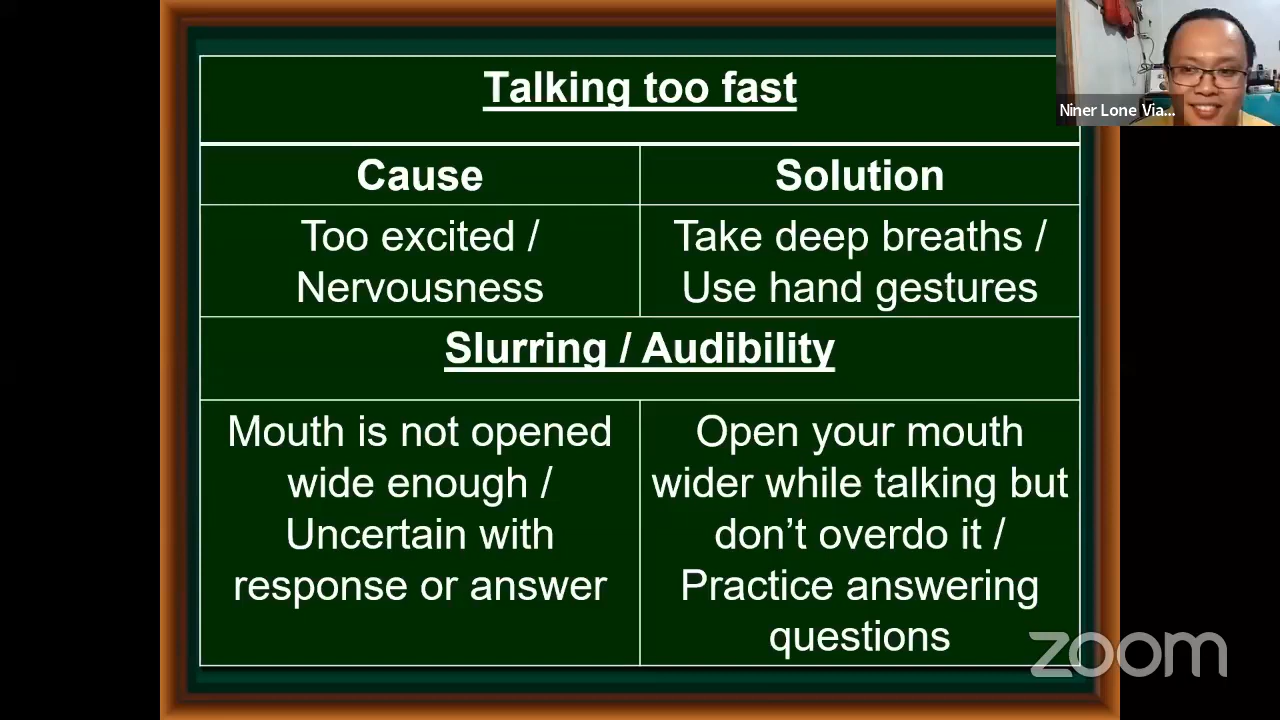 Talking too fast
Niner Lone Via...
Cause
Solution
Too excited /
Nervousness
Take deep breaths /
Use hand gestures
Slurring / Audibility
Mouth is not opened
wide enough /
Uncertain with
response or answer
Open your mouth
wider while talking but
don’t overdo it /
Practice answering
questions
zoom